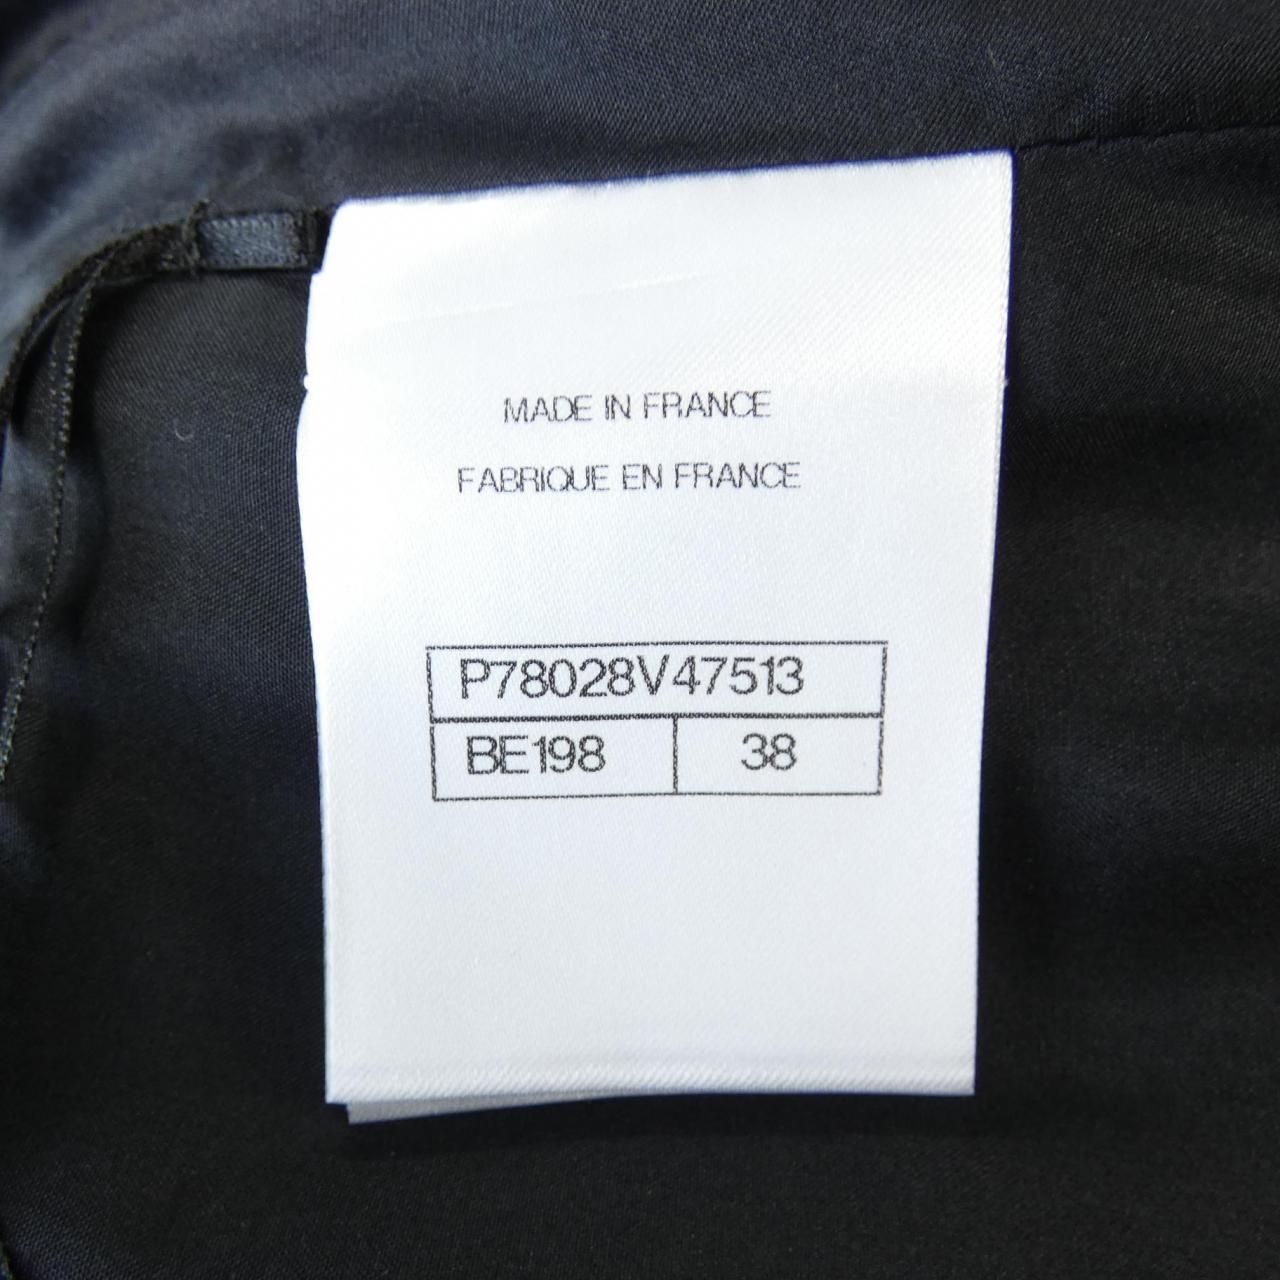 MADE IN FRANCE
FABRIQUE EN FRANCE
P78028V47513
BE198 38